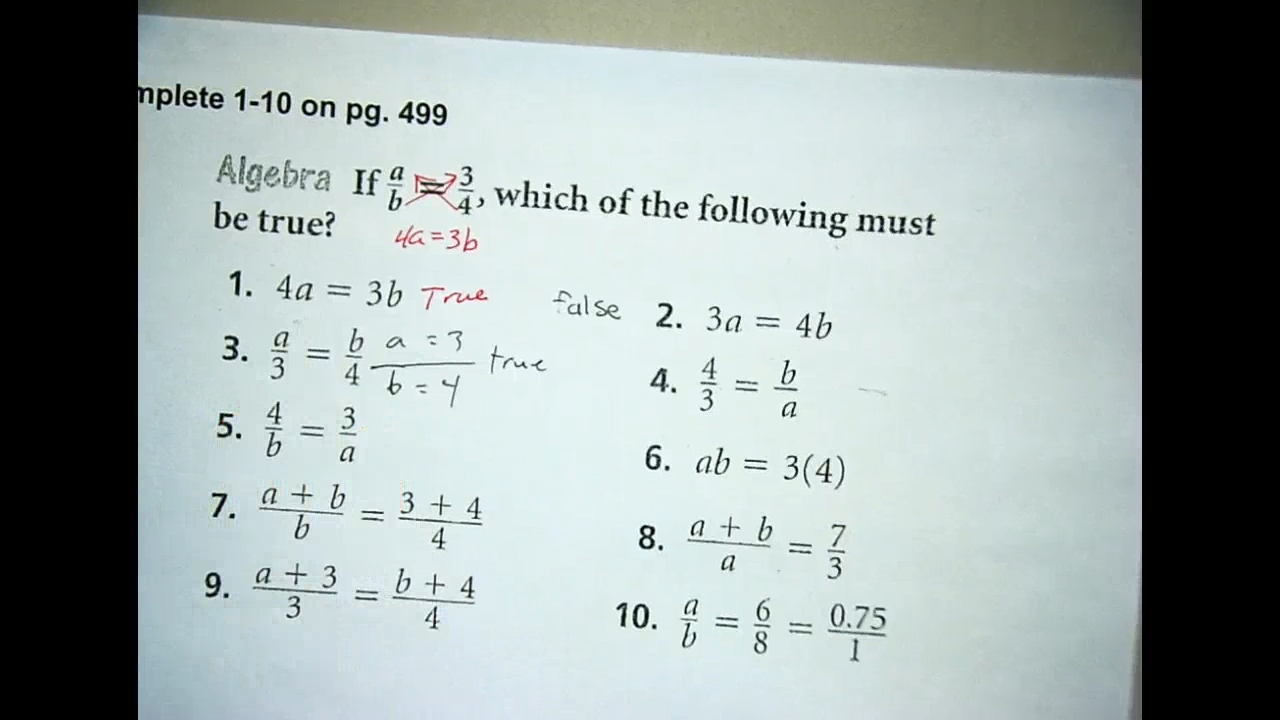 mplete 1-10 on pg. 499
Algebra If a/b = 3/4, which of the following must
be true? 4a=3b
1. 4a = 3b True
false 2. 3a = 4b
3. a/3 = b/4 a = 3 / b = 4 true
4. 4/3 = b/a
5. 4/b = 3/a
6. ab = 3(4)
7. a + b/b = 3 + 4/4
8. a + b/a = 7/3
9. a + 3/3 = b + 4/4
10. a/b = 6/8 = 0.75/1